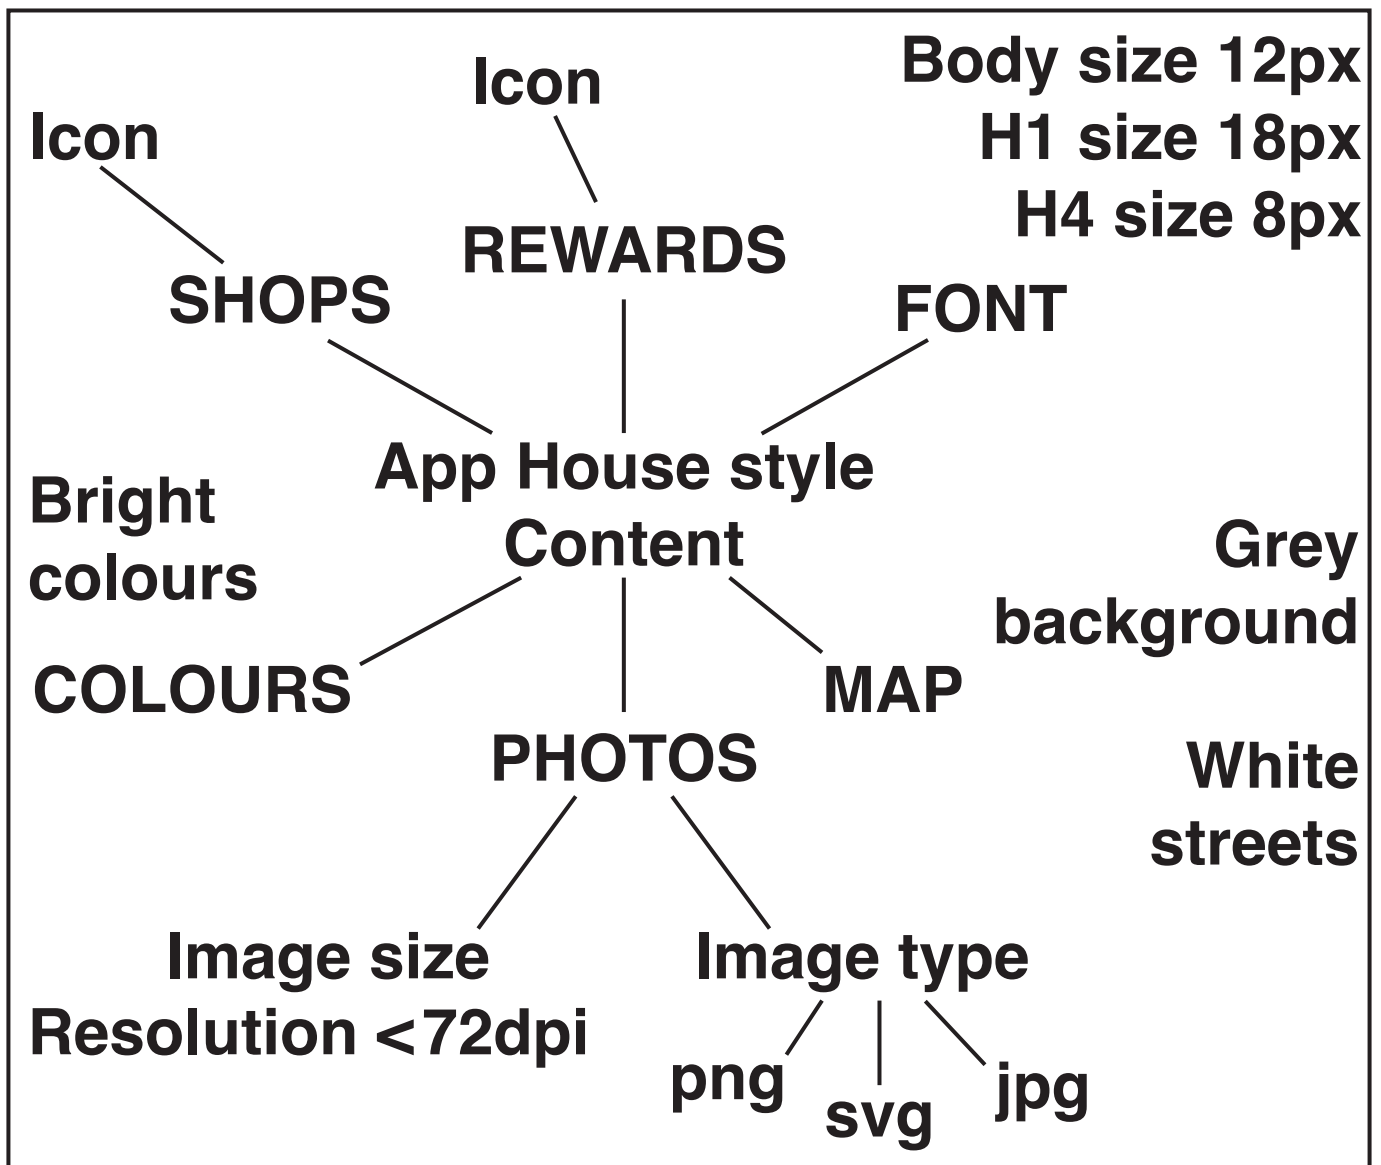 Icon
Icon
Body size 12px
H1 size 18px
H4 size 8px
SHOPS
REWARDS
FONT
App House style
Content
Bright
colours
Grey
background
COLOURS
PHOTOS
MAP
White
streets
Image size
Resolution <72dpi
Image type
png
svg
jpg